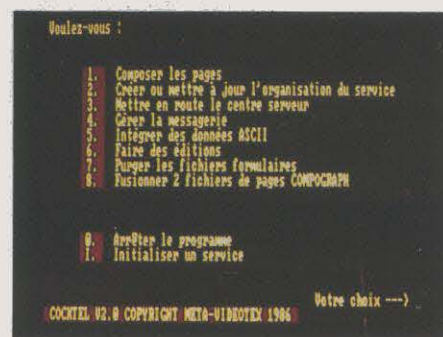 Voulez-vous :
1. Composer les pages
2. Créer ou mettre à jour l'organisation du service
3. Mettre en route le centre serveur
4. Gérer la messagerie
5. Intégrer des données ASCII
6. Faire des éditions
7. Purger les fichiers formulaires
8. Fusionner 2 fichiers de pages COMPOGRAPH
0. Arrêter le programme
I. Initialiser un service
Votre choix --->
COCKTEL V2.0 COPYRIGHT META-VIDEOTEX 1986